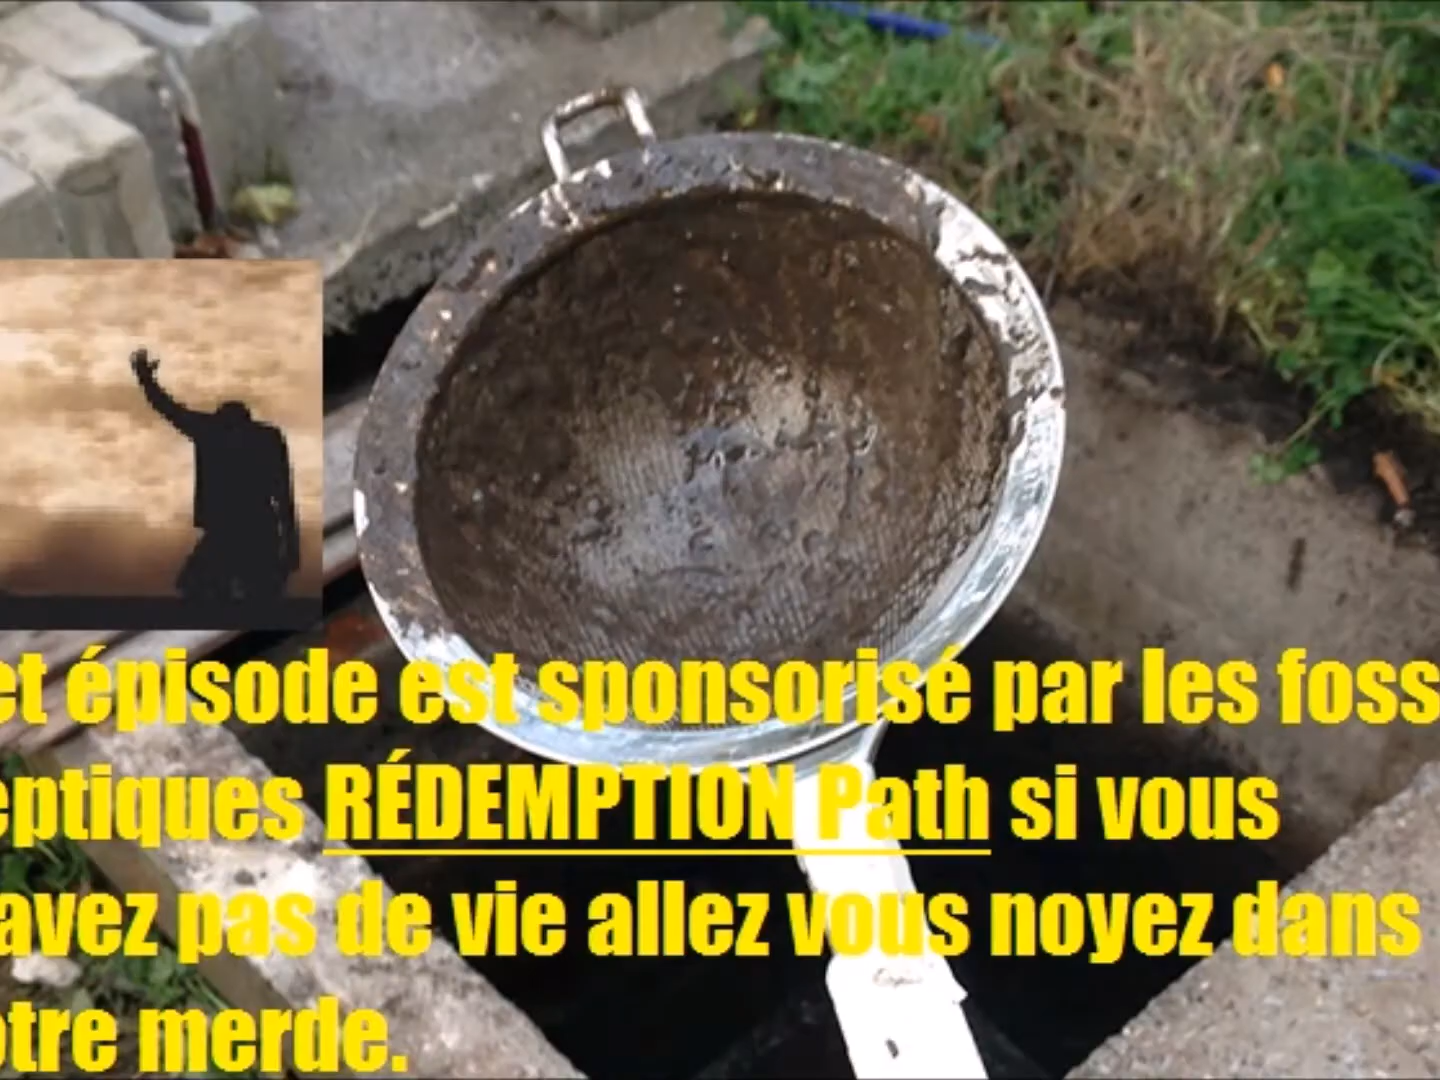 et épisode est sponsorisé par les foss
eptiques RÉDEMPTION Path si vous
avez pas de vie allez vous noyez dans
otre merde.